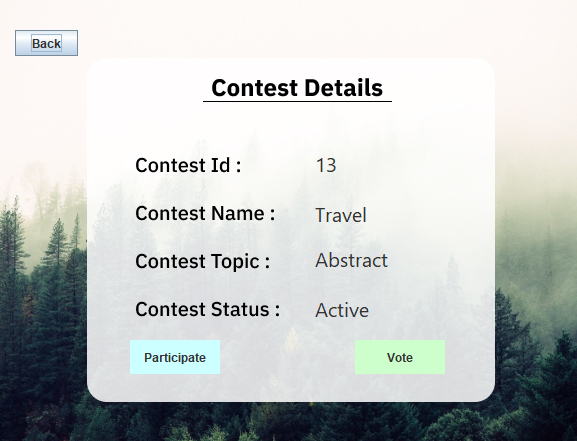 Back
Contest Details
Contest Id : 13
Contest Name : Travel
Contest Topic : Abstract
Contest Status : Active
Participate Vote